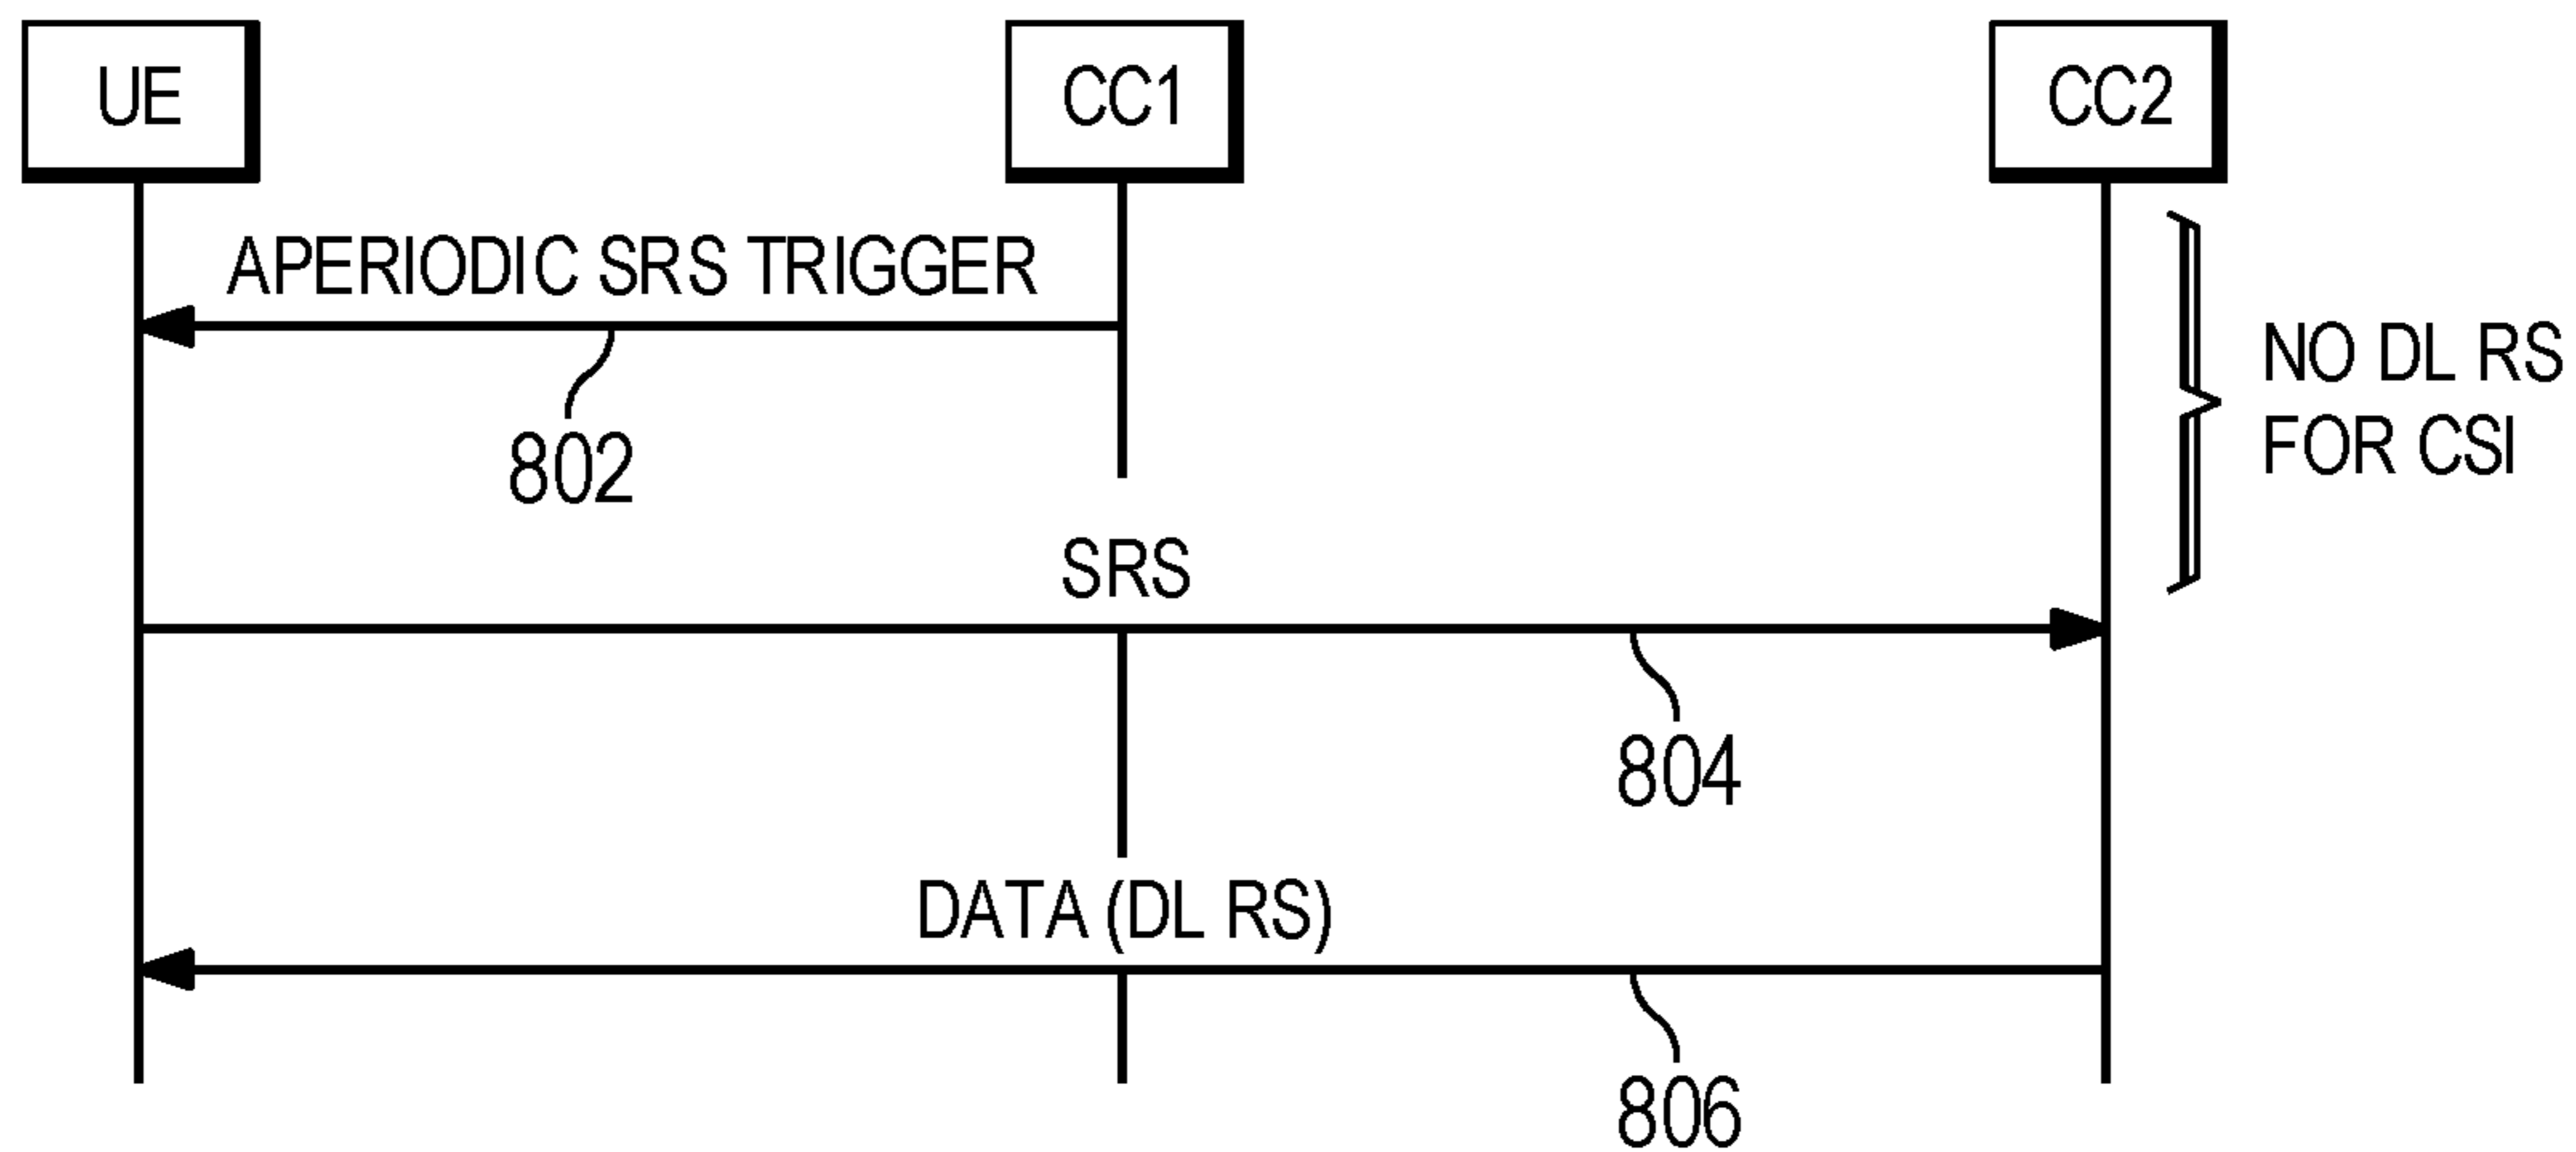 UE
CC1
CC2
APERIODIC SRS TRIGGER
802
NO DL RS
FOR CSI
SRS
804
DATA (DL RS)
806